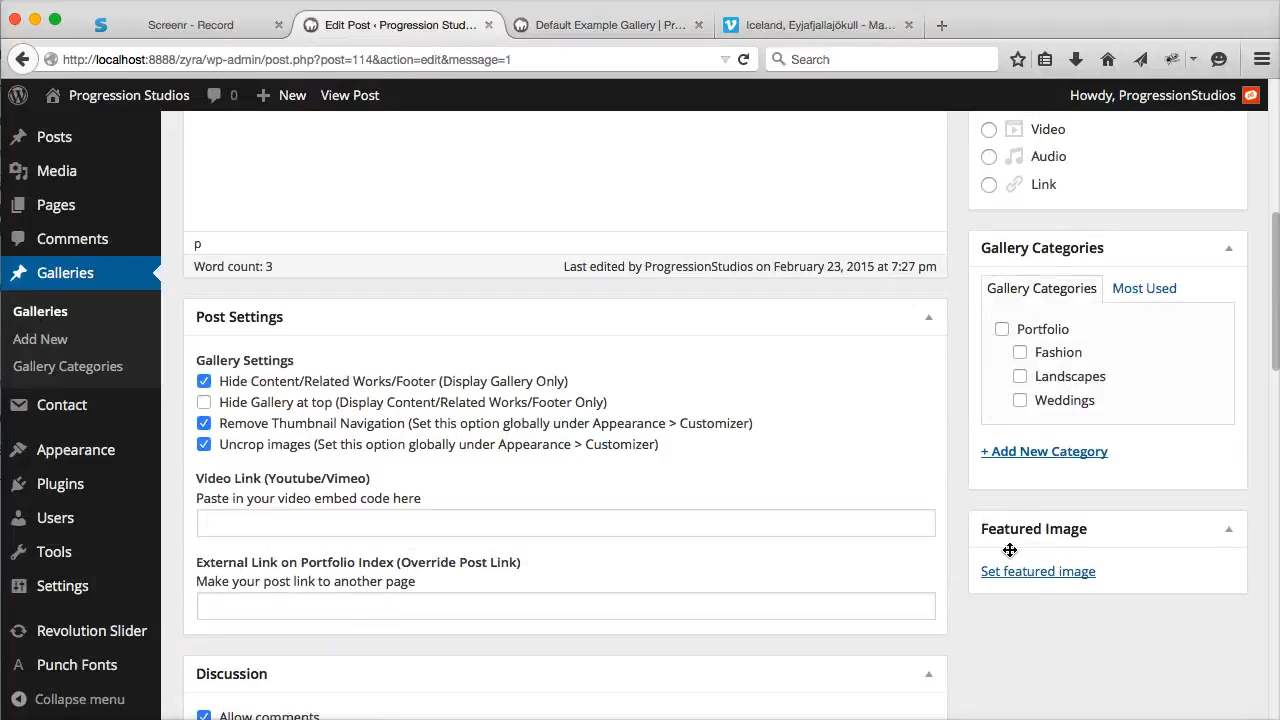 Screenr - Record
Edit Post ‹ Progression Stud...
Default Example Gallery | Pr...
Iceland, Eyjafjallajökull - Ma...
http://localhost:8888/zyra/wp-admin/post.php?post=114&action=edit&message=1
Search
Progression Studios
0
New
View Post
Howdy, ProgressionStudios
Posts
Media
Pages
Comments
Galleries
Galleries
Add New
Gallery Categories
Contact
Appearance
Plugins
Users
Tools
Settings
Revolution Slider
Punch Fonts
Collapse menu
p
Word count: 3
Last edited by ProgressionStudios on February 23, 2015 at 7:27 pm
Post Settings
Gallery Settings
Hide Content/Related Works/Footer (Display Gallery Only)
Hide Gallery at top (Display Content/Related Works/Footer Only)
Remove Thumbnail Navigation (Set this option globally under Appearance > Customizer)
Uncrop images (Set this option globally under Appearance > Customizer)
Video Link (Youtube/Vimeo)
Paste in your video embed code here
External Link on Portfolio Index (Override Post Link)
Make your post link to another page
Discussion
Allow comments
Video
Audio
Link
Gallery Categories
Gallery Categories
Most Used
Portfolio
Fashion
Landscapes
Weddings
+ Add New Category
Featured Image
Set featured image